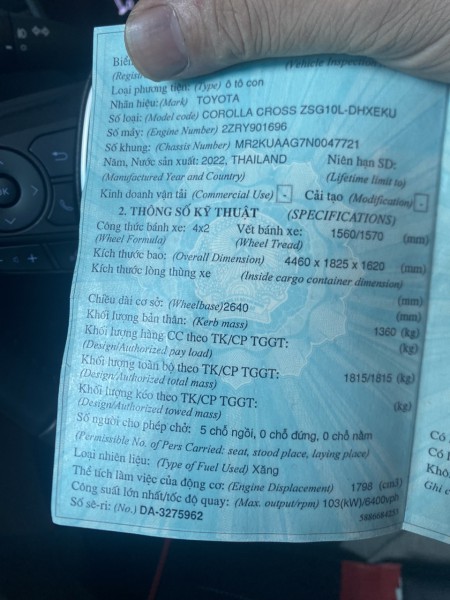 Biển
(Regis
(Vehicle Inspection
Loại phương tiện: (Type) ô tô con
Nhãn hiệu: (Mark) TOYOTA
Số loại: (Model code) COROLLA CROSS ZSG10L-DHXEKU
Số máy: (Engine Number) 2ZRY901696
Số khung: (Chassis Number) MR2KUAAG7N0047721
Năm, Nước sản xuất: 2022, THAILAND Niên hạn SD:
(Manufactured Year and Country) (Lifetime limit to)
Kinh doanh vận tải (Commercial Use) - Cải tạo (Modification) -
2. THÔNG SỐ KỸ THUẬT (SPECIFICATIONS)
Công thức bánh xe: 4x2 Vết bánh xe: 1560/1570 (mm)
(Wheel Formula) (Wheel Tread)
Kích thước bao: (Overall Dimension) 4460 x 1825 x 1620 (mm)
Kích thước lòng thùng xe (Inside cargo container dimension)
(mm)
Chiều dài cơ sở: (Wheelbase) 2640 (mm)
Khối lượng bản thân: (Kerb mass) 1360 (kg)
Khối lượng hàng CC theo TK/CP TGGT: (kg)
(Design/Authorized pay load)
Khối lượng toàn bộ theo TK/CP TGGT: 1815/1815 (kg)
(Design/Authorized total mass)
Khối lượng kéo theo TK/CP TGGT: (kg)
(Design/Authorized towed mass)
Số người cho phép chở: 5 chỗ ngồi, 0 chỗ đứng, 0 chỗ nằm
(Permissible No. of Pers Carried: seat, stood place, laying place)
Loại nhiên liệu: (Type of Fuel Used) Xăng
Thể tích làm việc của động cơ: (Engine Displacement) 1798 (cm3)
Công suất lớn nhất/tốc độ quay: (Max. output/rpm) 103(kW)/6400vph
Số sê-ri: (No.) DA-3275962
Có
Có
Khô
Ghi c